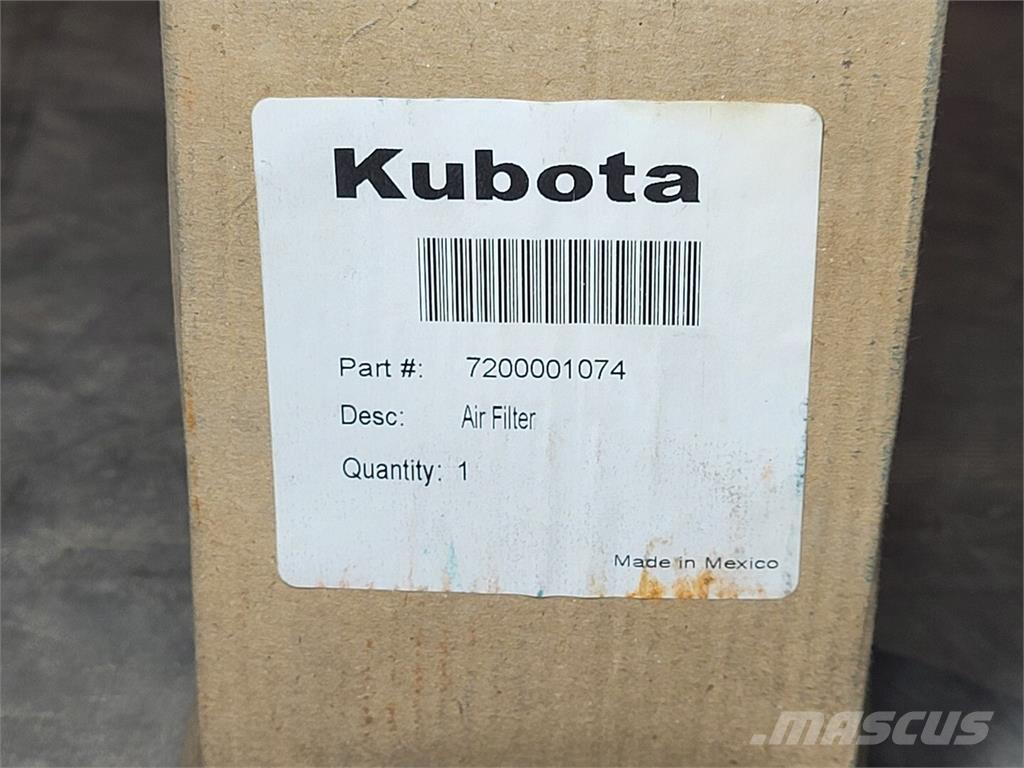 Kubota
Part #: 7200001074
Desc: Air Filter
Quantity: 1
Made in Mexico
MASCUS